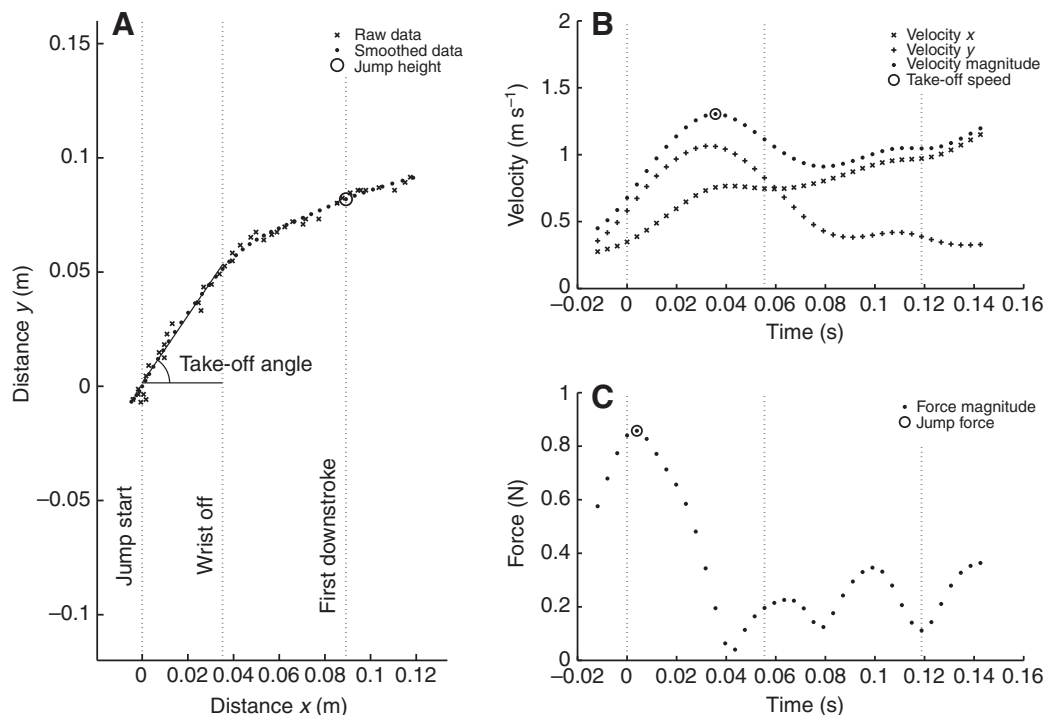 A
Raw data
Smoothed data
Jump height
0.15
0.1
0.05
0
−0.05
−0.1
Distance y (m)
Take-off angle
Jump start
Wrist off
First downstroke
0 0.02 0.04 0.06 0.08 0.1 0.12
Distance x (m)
B
Velocity x
Velocity y
Velocity magnitude
Take-off speed
2
1.5
1
0.5
0
Velocity (m s⁻¹)
−0.02 0 0.02 0.04 0.06 0.08 0.1 0.12 0.14 0.16
Time (s)
C
Force magnitude
Jump force
1
0.8
0.6
0.4
0.2
0
Force (N)
−0.02 0 0.02 0.04 0.06 0.08 0.1 0.12 0.14 0.16
Time (s)